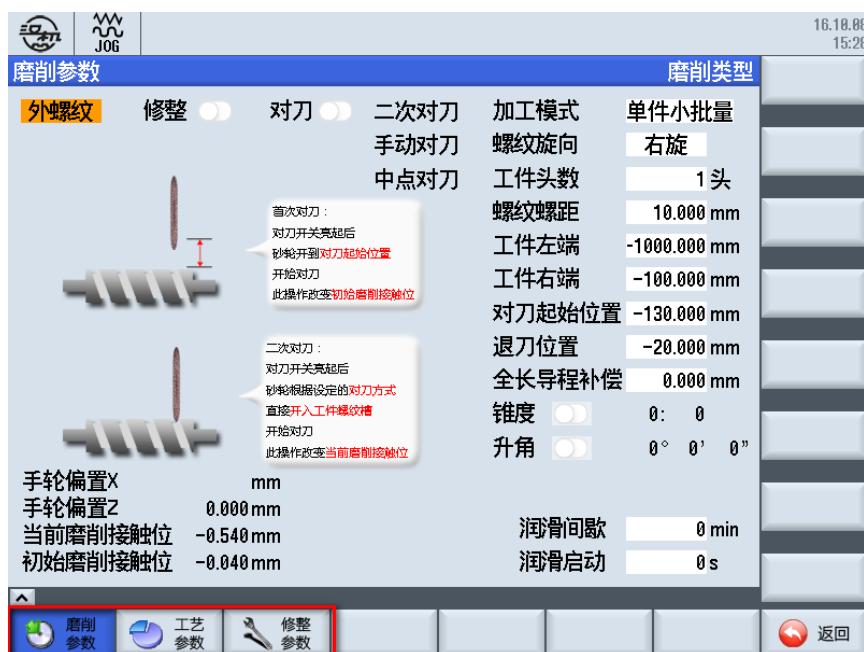 JOG
16.10.08
15:28
磨削参数
磨削类型
外螺纹 修整 对刀 二次对刀 加工模式 单件小批量
手动对刀 螺纹旋向 右旋
中点对刀 工件头数 1 头
首次对刀：
对刀开关亮起后
砂轮开到对刀起始位置
开始对刀
此操作改变初始磨削接触位
螺纹螺距 10.000 mm
工件左端 -1000.000 mm
工件右端 -100.000 mm
对刀起始位置 -130.000 mm
退刀位置 -20.000 mm
全长导程补偿 0.000 mm
锥度 0: 0
升角 0° 0' 0"
二次对刀：
对刀开关亮起后
砂轮根据设定的对刀方式
直接开入工件螺纹槽
开始对刀
此操作改变当前磨削接触位
手轮偏置X mm
手轮偏置Z 0.000 mm
当前磨削接触位 -0.540 mm
初始磨削接触位 -0.040 mm
润滑间歇 0 min
润滑启动 0 s
磨削
参数
工艺
参数
修整
参数
返回